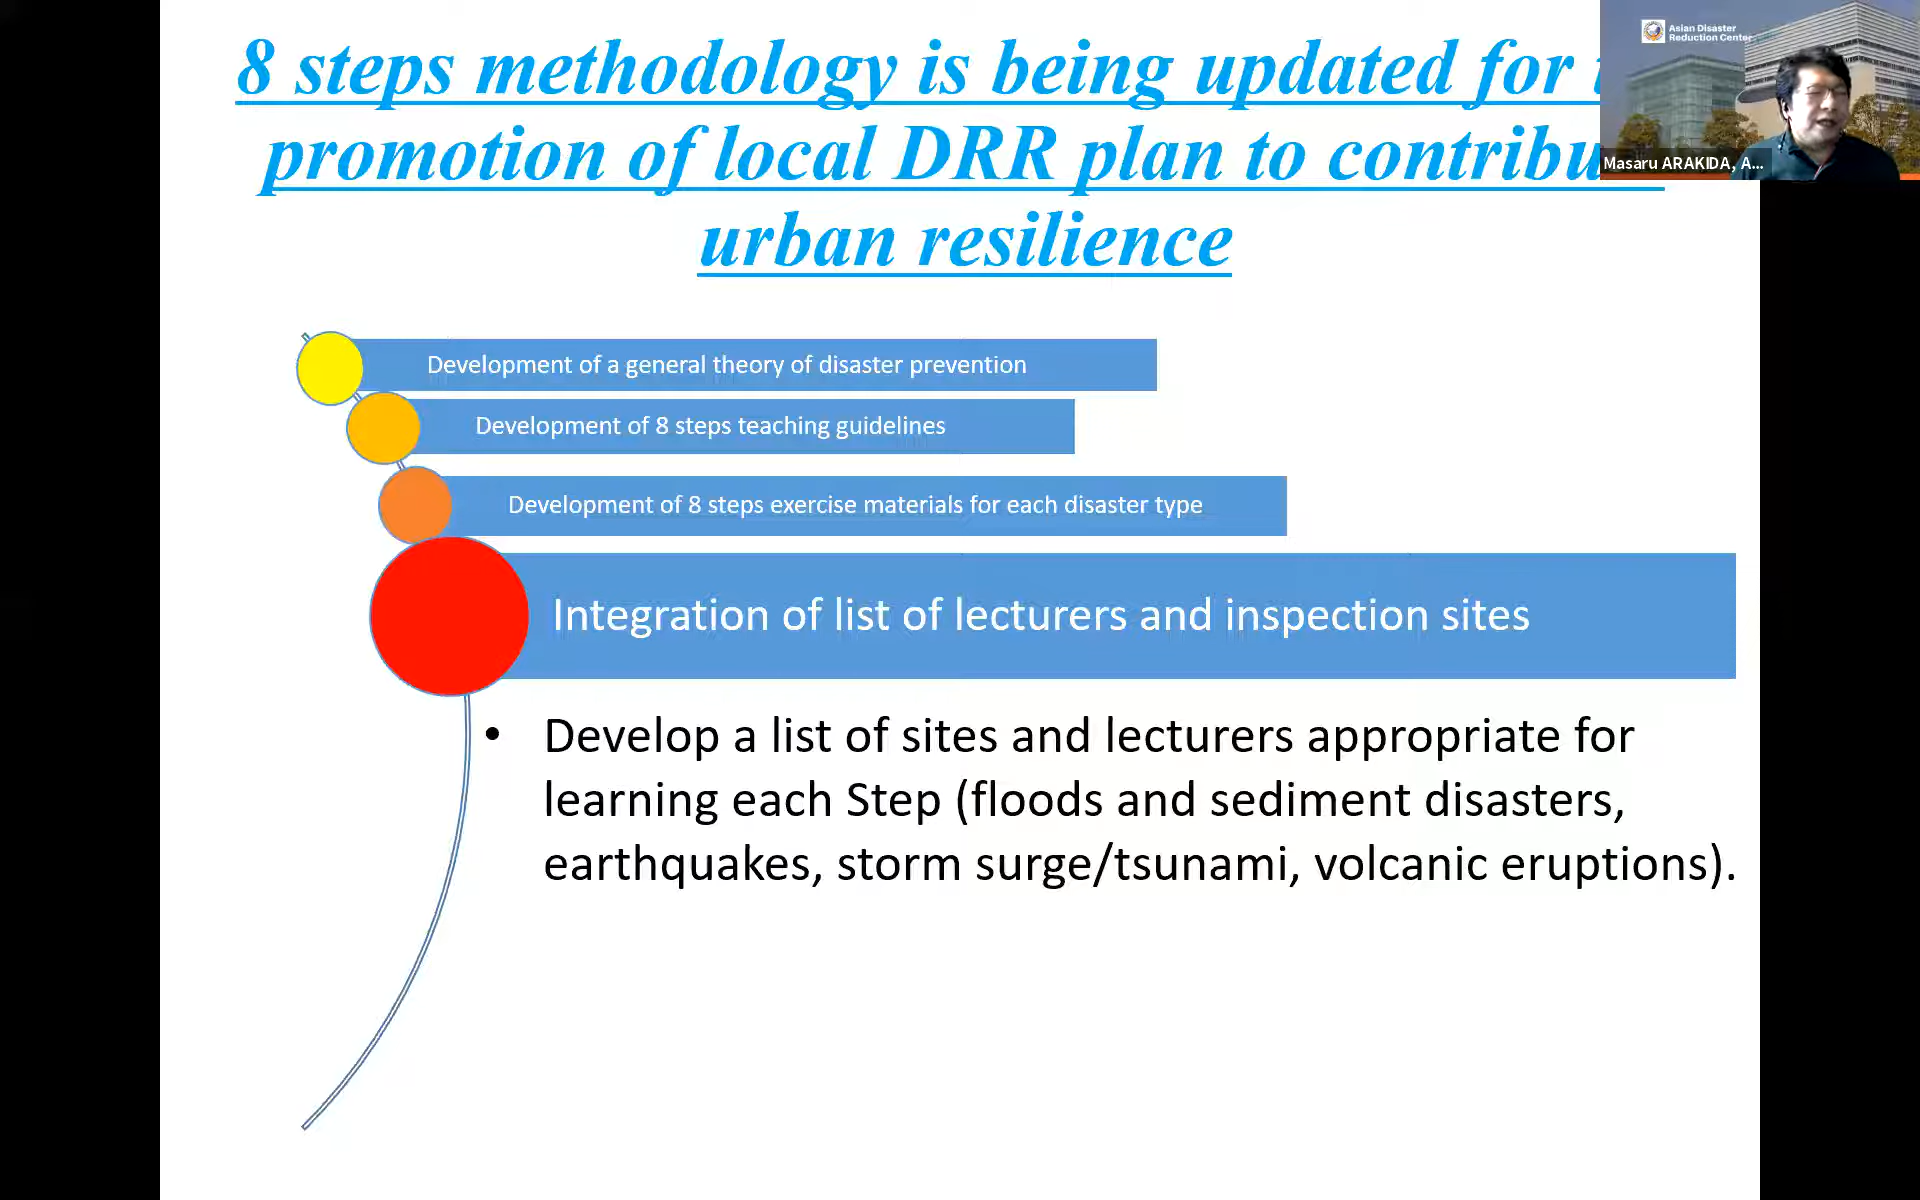 8 steps methodology is being updated for
promotion of local DRR plan to contribu
urban resilience
Asian Disaster
Reduction Center
Masaru ARAKIDA, A...
Development of a general theory of disaster prevention
Development of 8 steps teaching guidelines
Development of 8 steps exercise materials for each disaster type
Integration of list of lecturers and inspection sites
• Develop a list of sites and lecturers appropriate for
learning each Step (floods and sediment disasters,
earthquakes, storm surge/tsunami, volcanic eruptions).